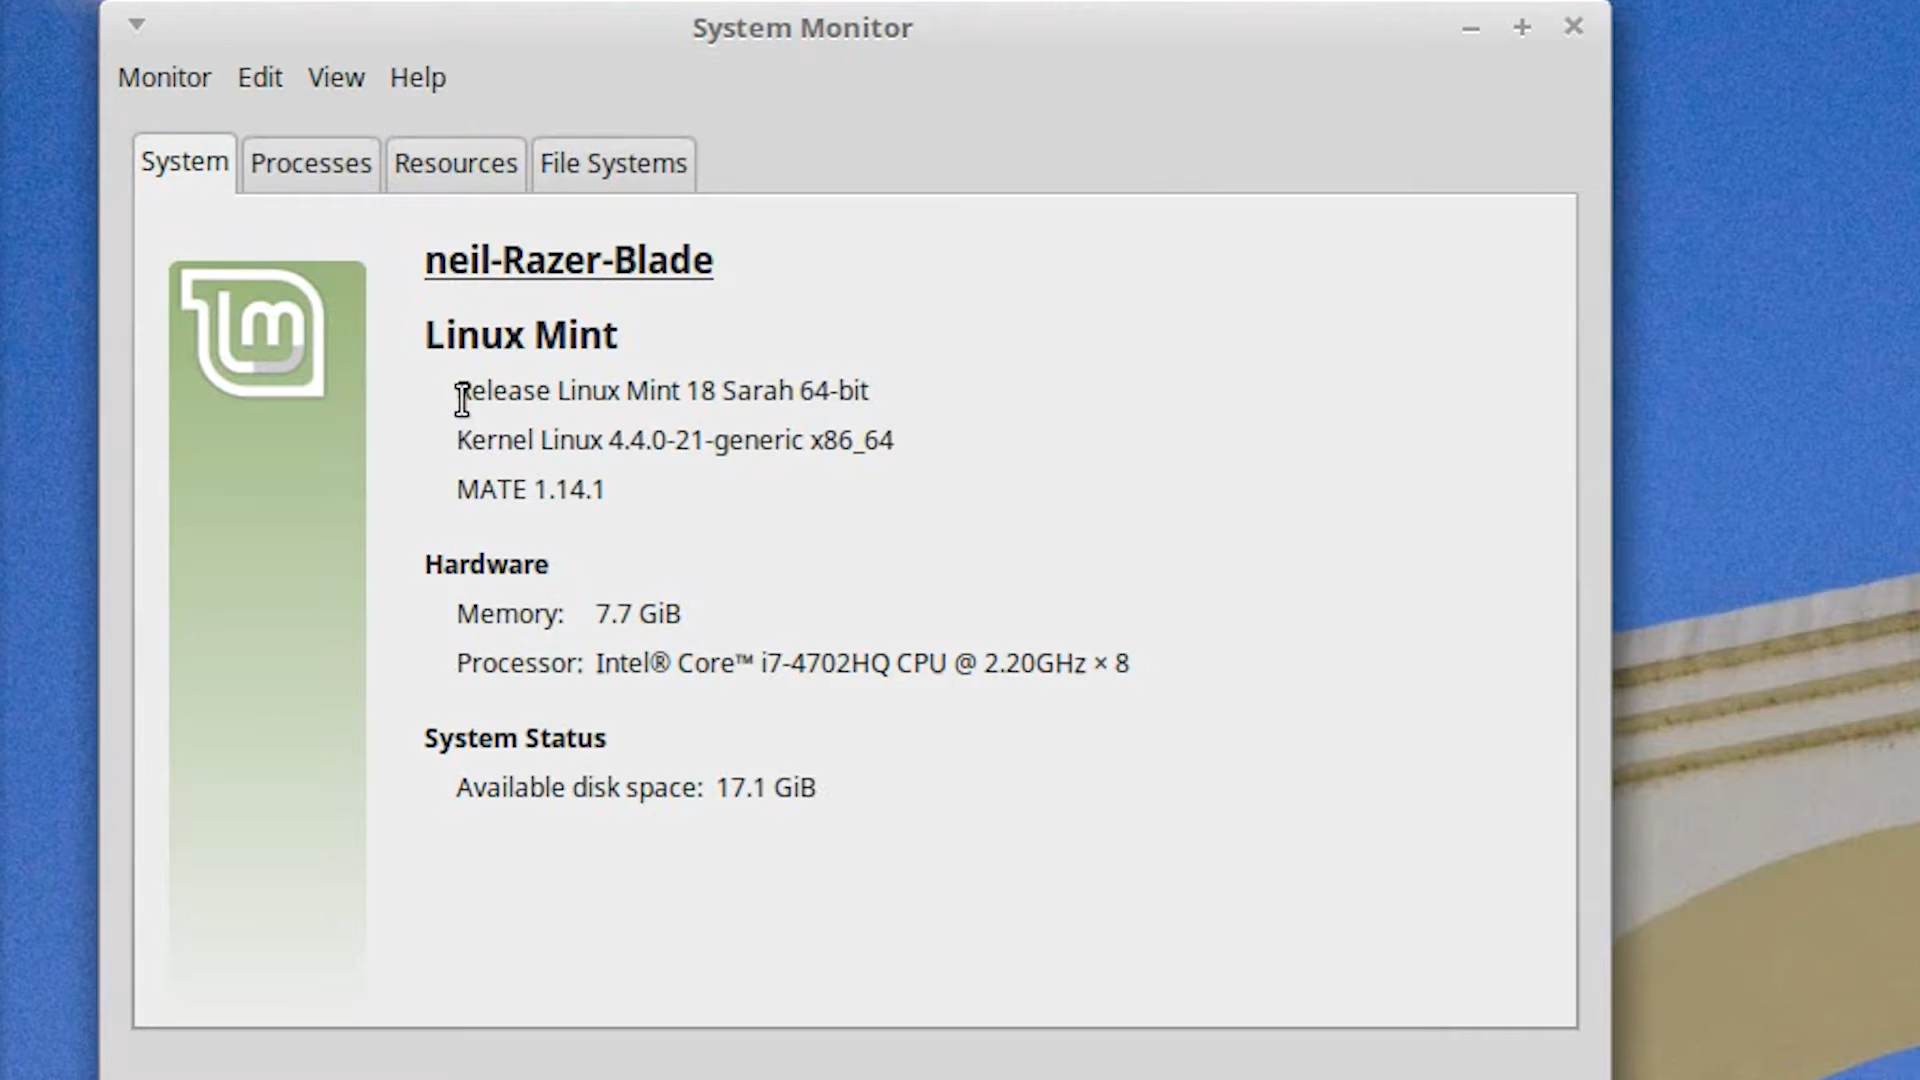 System Monitor
Monitor Edit View Help
System Processes Resources File Systems
neil-Razer-Blade
lm
Linux Mint
Release Linux Mint 18 Sarah 64-bit
Kernel Linux 4.4.0-21-generic x86_64
MATE 1.14.1
Hardware
Memory: 7.7 GiB
Processor: Intel® Core™ i7-4702HQ CPU @ 2.20GHz × 8
System Status
Available disk space: 17.1 GiB